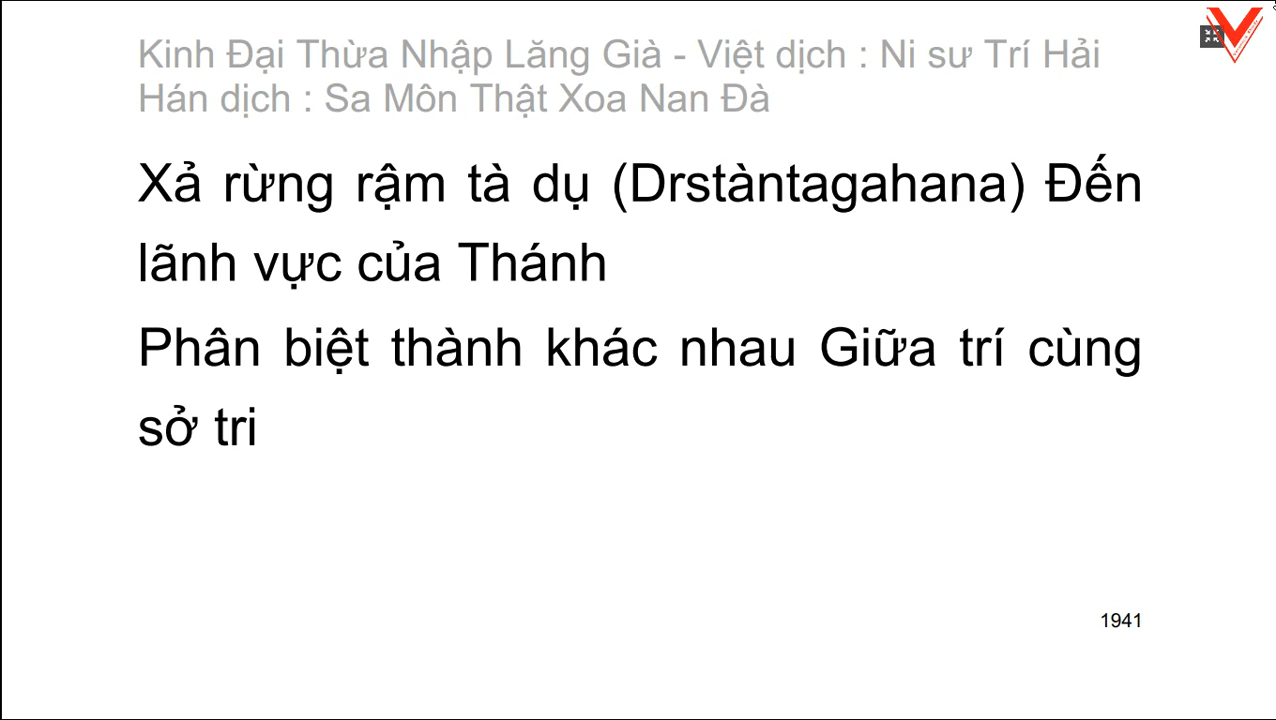 Kinh Đại Thừa Nhập Lăng Già - Việt dịch : Ni sư Trí Hải
Hán dịch : Sa Môn Thật Xoa Nan Đà
Xả rừng rậm tà dụ (Drstàntagahana) Đến
lãnh vực của Thánh
Phân biệt thành khác nhau Giữa trí cùng
sở tri
1941